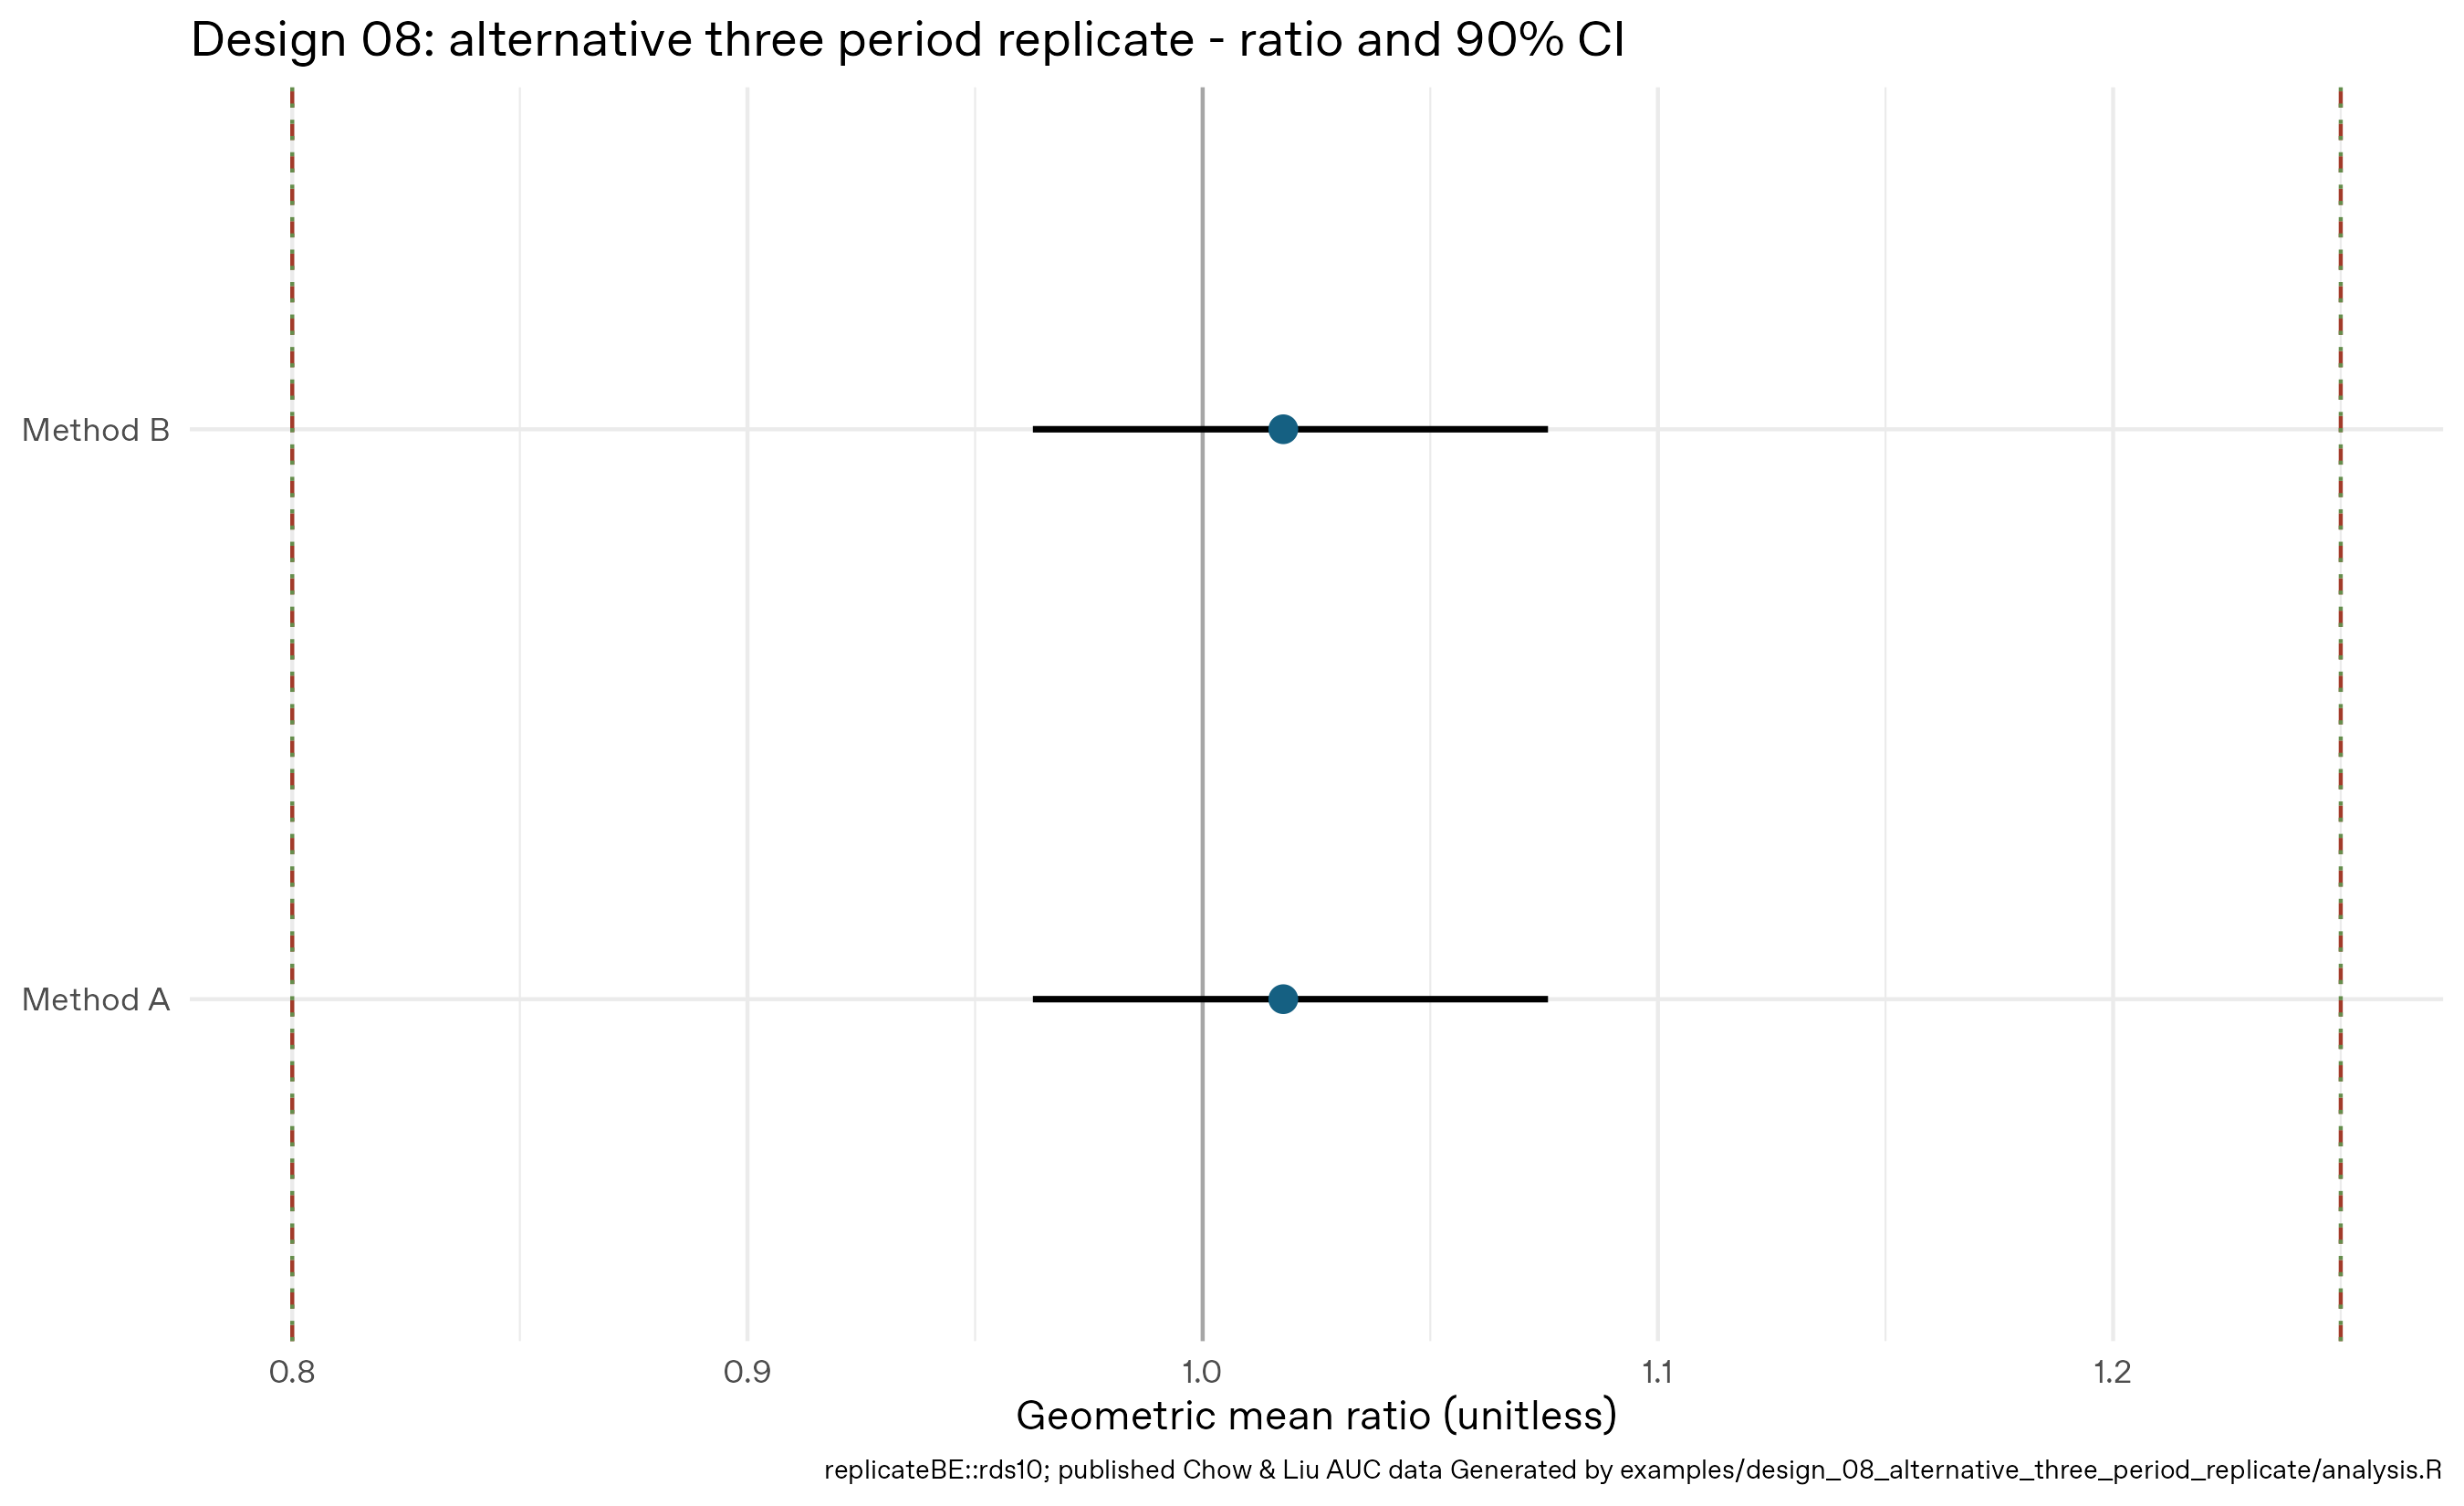 Design 08: alternative three period replicate - ratio and 90% CI
Method B
Method A
0.8
0.9
1.0
1.1
1.2
Geometric mean ratio (unitless)
replicateBE::rds10; published Chow & Liu AUC data Generated by examples/design_08_alternative_three_period_replicate/analysis.R